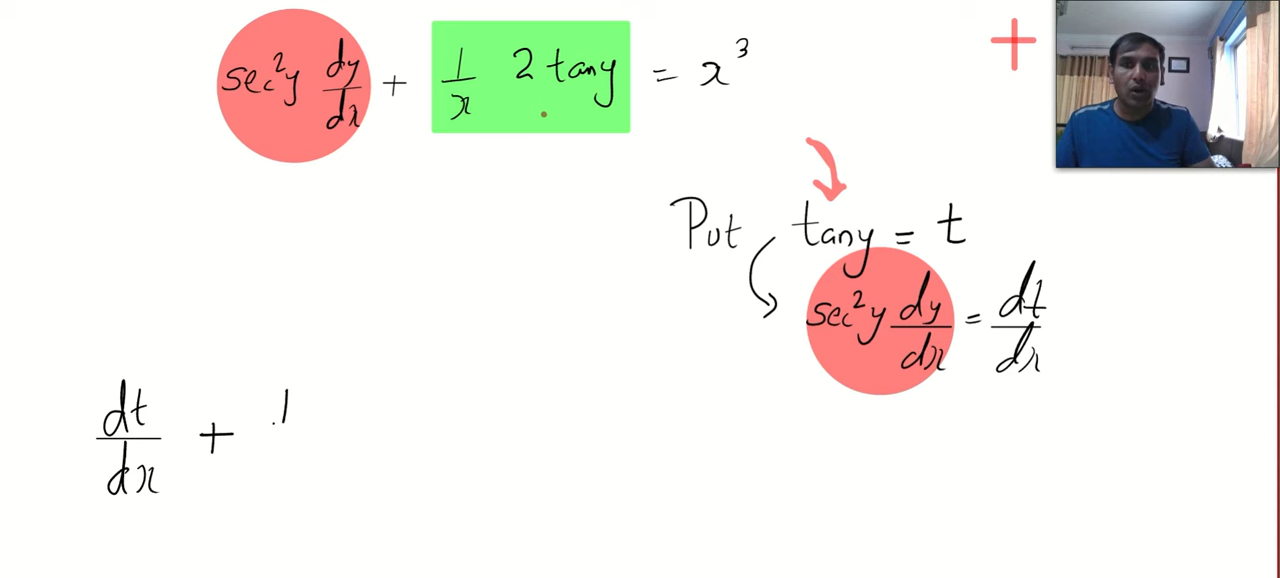 sec²y dy/dx + 1/x 2 tany = x³
+
Put tany = t
sec²y dy/dx = dt/dx
dt/dx + 1